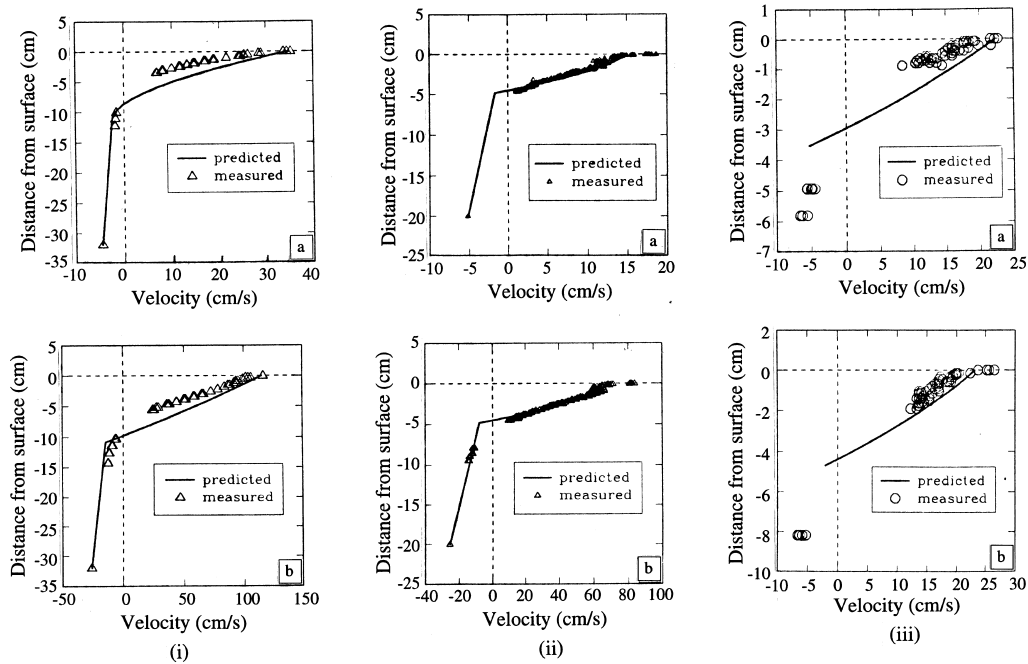 5
0
-5
-10
-15
-20
-25
-30
-35
Distance from surface (cm)
predicted
measured
a
-10 0 10 20 30 40
Velocity (cm/s)
5
0
-5
-10
-15
-20
-25
Distance from surface (cm)
predicted
measured
a
-10 -5 0 5 10 15 20
Velocity (cm/s)
1
0
-1
-2
-3
-4
-5
-6
-7
Distance from surface (cm)
predicted
measured
a
-10 -5 0 5 10 15 20 25
Velocity (cm/s)
5
0
-5
-10
-15
-20
-25
-30
-35
Distance from surface (cm)
predicted
measured
b
-50 0 50 100 150
Velocity (cm/s)
(i)
5
0
-5
-10
-15
-20
-25
Distance from surface (cm)
predicted
measured
b
-40 -20 0 20 40 60 80 100
Velocity (cm/s)
(ii)
2
0
-2
-4
-6
-8
-10
Distance from surface (cm)
predicted
measured
b
-10 -5 0 5 10 15 20 25 30
Velocity (cm/s)
(iii)